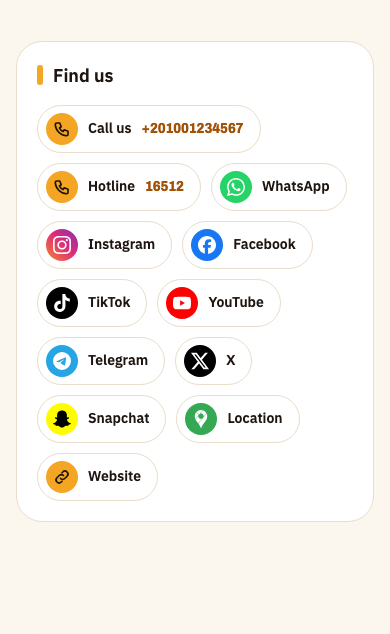 Find us
Call us +201001234567
Hotline 16512
WhatsApp
Instagram
Facebook
TikTok
YouTube
Telegram
X
Snapchat
Location
Website